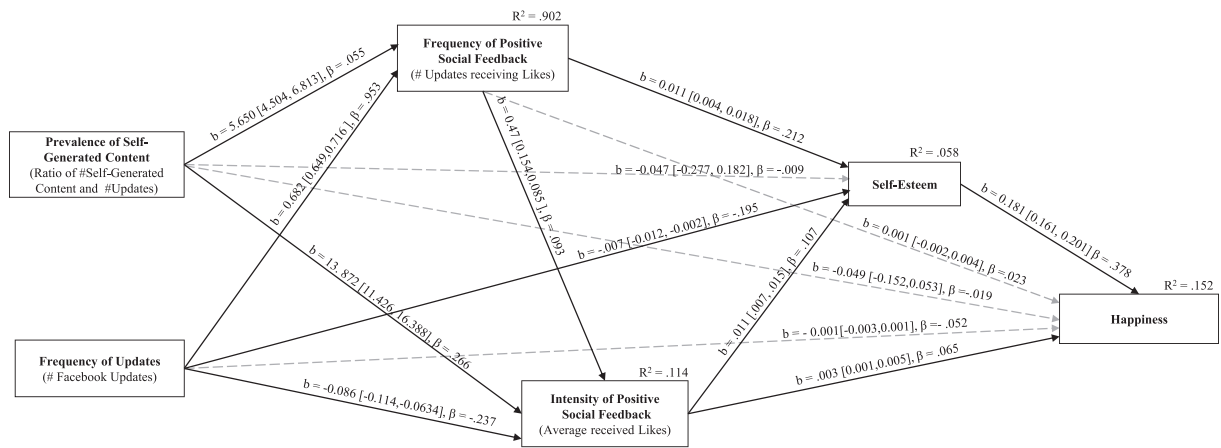 R² = .902
Frequency of Positive
Social Feedback
(# Updates receiving Likes)
b = 5.650 [4.504, 6.813], β = .055
b = 0.682 [0.649,0.716 ], β = .953
b = 0.011 [0.004, 0.018], β = .212
Prevalence of Self-
Generated Content
(Ratio of #Self-Generated
Content and #Updates)
b = 0.47 [0.154,0.085 ], β = .093
b = -0.047 [-0.277, 0.182], β = -.009
R² = .058
Self-Esteem
b = -.007 [-0.012, -0.002], β = -.195
b = 0.181 [0.161, 0.201] β = .378
b = 0.001 [-0.002,0.004], β =.023
b = -0.049 [-0.152,0.053], β =-.019
b = 13, 872 [11.426, 16.388], β = .266
b = .011 [.007, .015], β = .107
R² = .152
Happiness
Frequency of Updates
(# Facebook Updates)
b = - 0.001[-0.003,0.001], β =- .052
b = .003 [0.001,0.005], β = .065
b = -0.086 [-0.114,-0.0634], β = -.237
R² = .114
Intensity of Positive
Social Feedback
(Average received Likes)